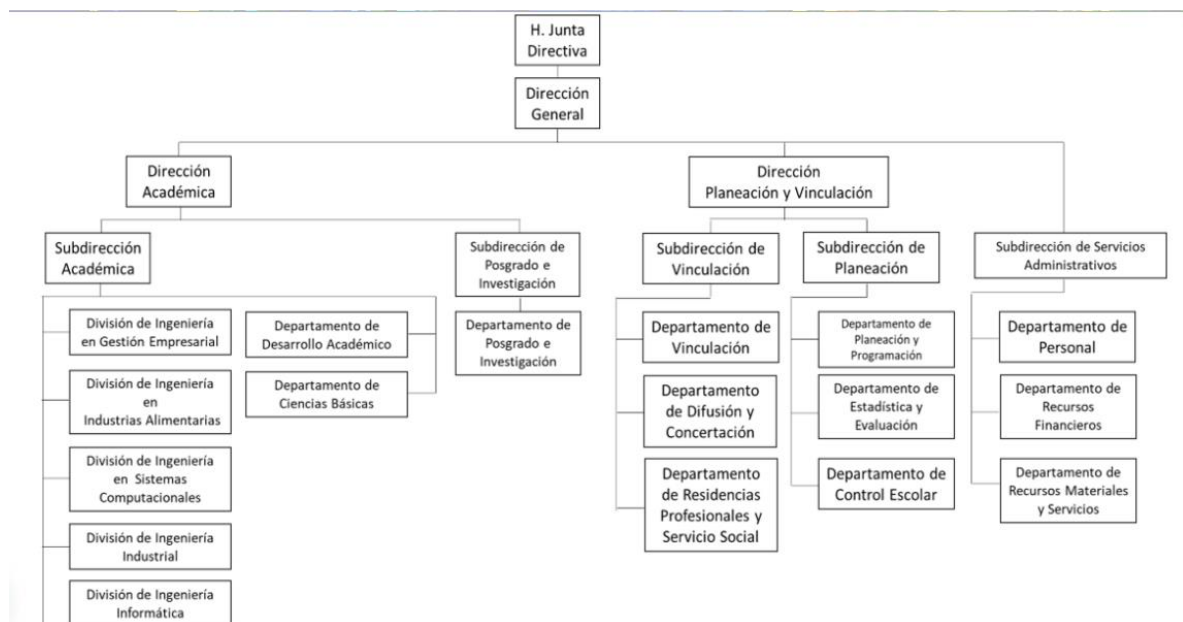 H. Junta
Directiva
Dirección
General
Dirección
Académica
Dirección
Planeación y Vinculación
Subdirección
Académica
Subdirección de
Posgrado e
Investigación
Subdirección de
Vinculación
Subdirección de
Planeación
Subdirección de Servicios
Administrativos
División de Ingeniería
en Gestión Empresarial
División de Ingeniería
en
Industrias Alimentarias
División de Ingeniería
en Sistemas
Computacionales
División de Ingeniería
Industrial
División de Ingeniería
Informática
Departamento de
Desarrollo Académico
Departamento de
Ciencias Básicas
Departamento de
Posgrado e
Investigación
Departamento de
Vinculación
Departamento
de Difusión y
Concertación
Departamento
de Residencias
Profesionales y
Servicio Social
Departamento de
Planeación y
Programación
Departamento de
Estadística y
Evaluación
Departamento de
Control Escolar
Departamento de
Personal
Departamento de
Recursos
Financieros
Departamento de
Recursos Materiales
y Servicios